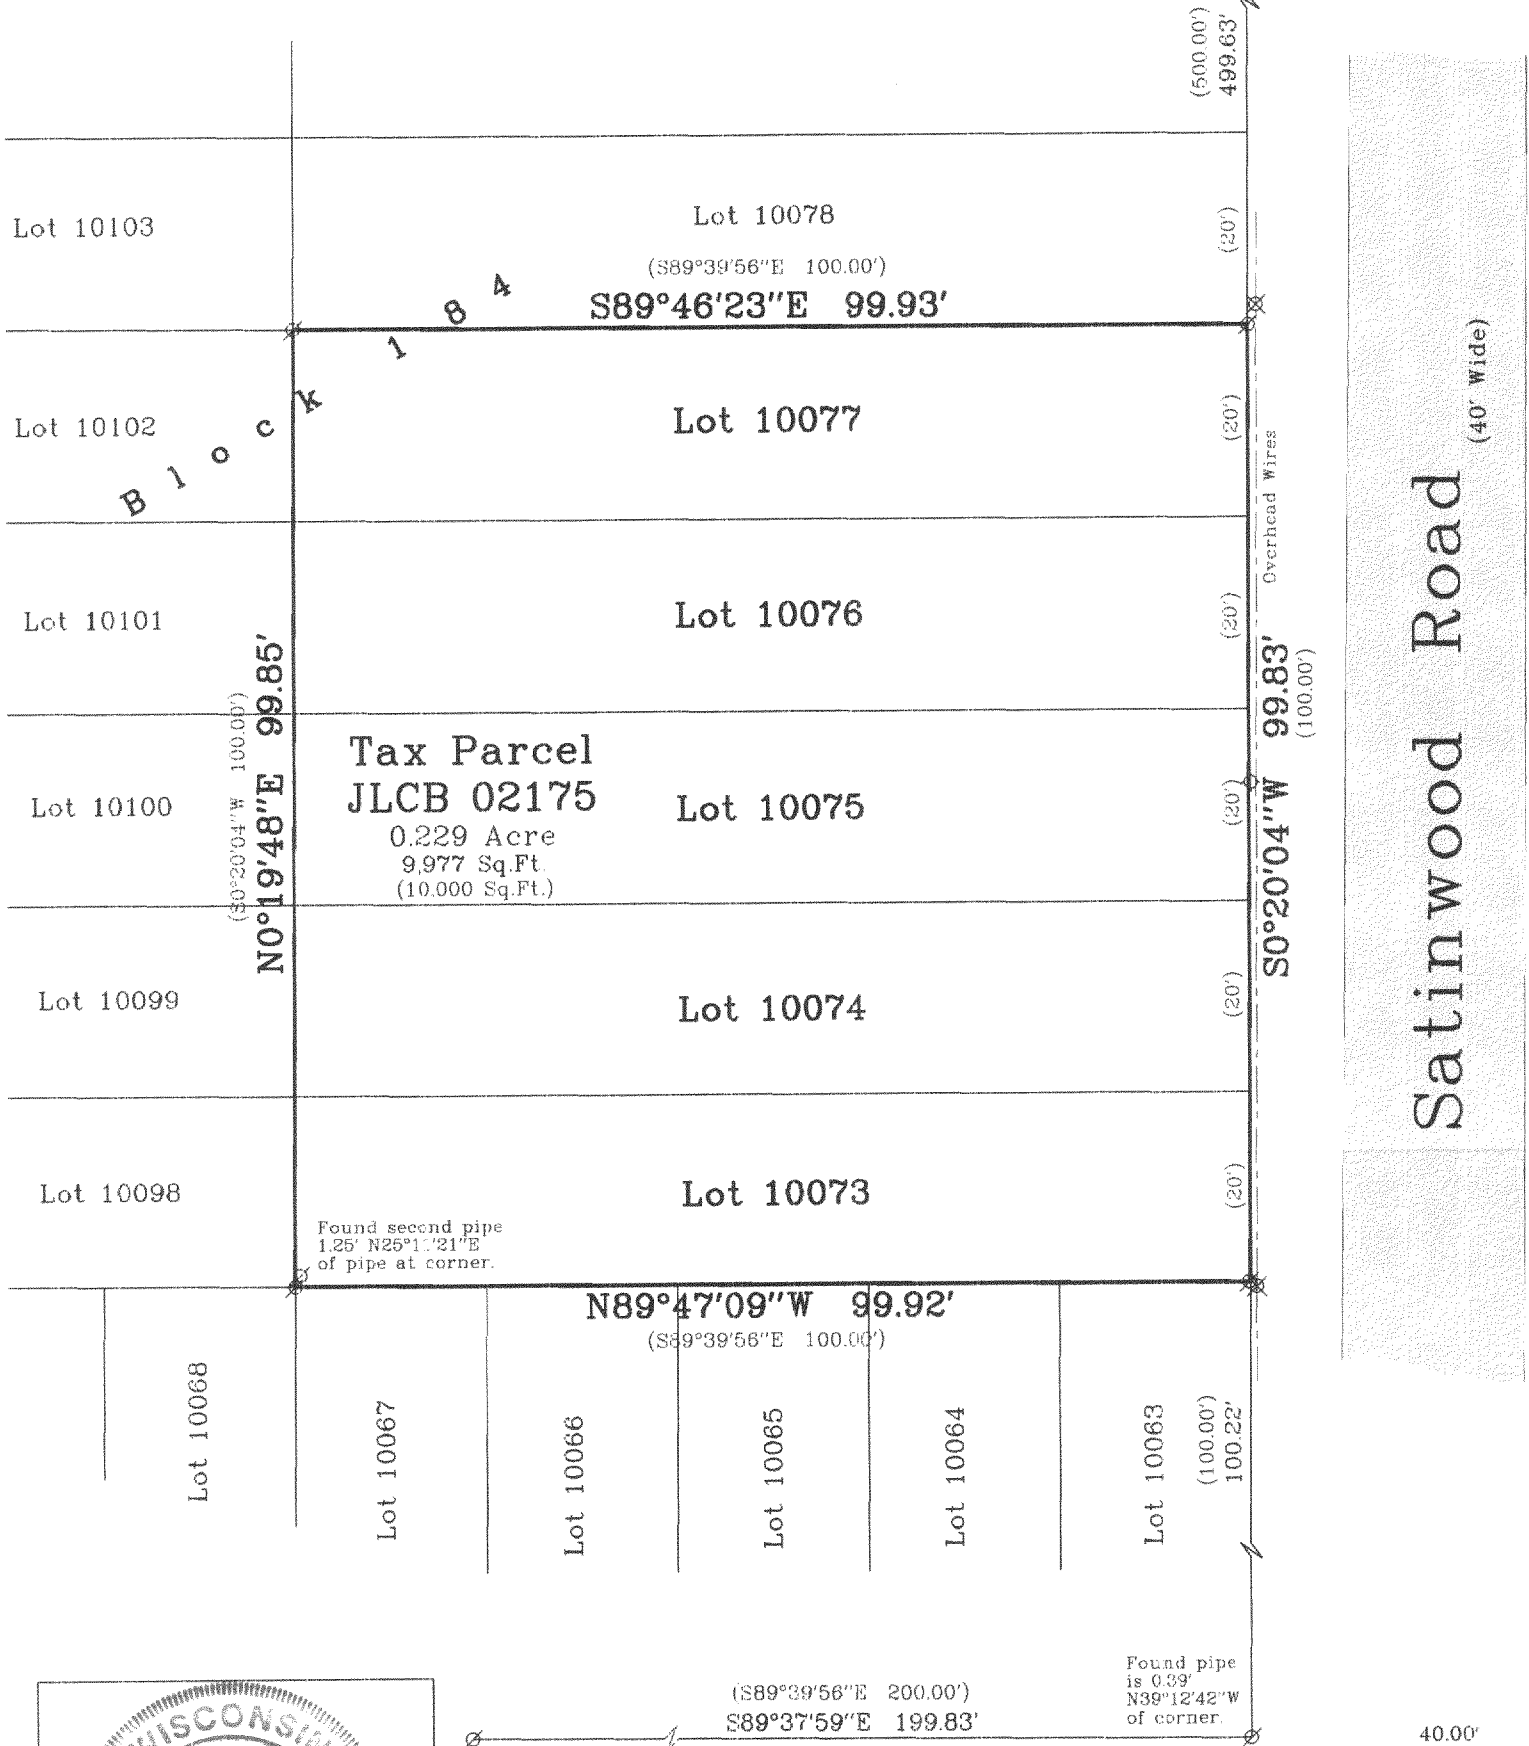 (500.00')
499.63'
Lot 10103
Lot 10078
(20')
(S89°39'56"E 100.00')
S89°46'23"E 99.93'
Block 184
Lot 10102
Lot 10077
(20')
Overhead Wires
(40' Wide)
Satinwood Road
Lot 10101
Lot 10076
(20')
(S0°20'04"W 100.00')
N0°19'48"E 99.85'
S0°20'04"W 99.83'
(100.00')
Tax Parcel
JLCB 02175
0.229 Acre
9,977 Sq.Ft.
(10,000 Sq.Ft.)
Lot 10100
Lot 10075
(20')
Lot 10099
Lot 10074
(20')
Lot 10098
Lot 10073
(20')
Found second pipe
1.25'
of pipe at corner.
N89°47'09"W 99.92'
(S89°39'56"E 100.00')
Lot 10068
Lot 10067
Lot 10066
Lot 10065
Lot 10064
Lot 10063
(100.00')
100.22'
Found pipe
is 0.39'
N39°12'42"W
of corner.
(S89°39'56"E 200.00')
S89°37'59"E 199.83'
40.00'
WISCONSIN